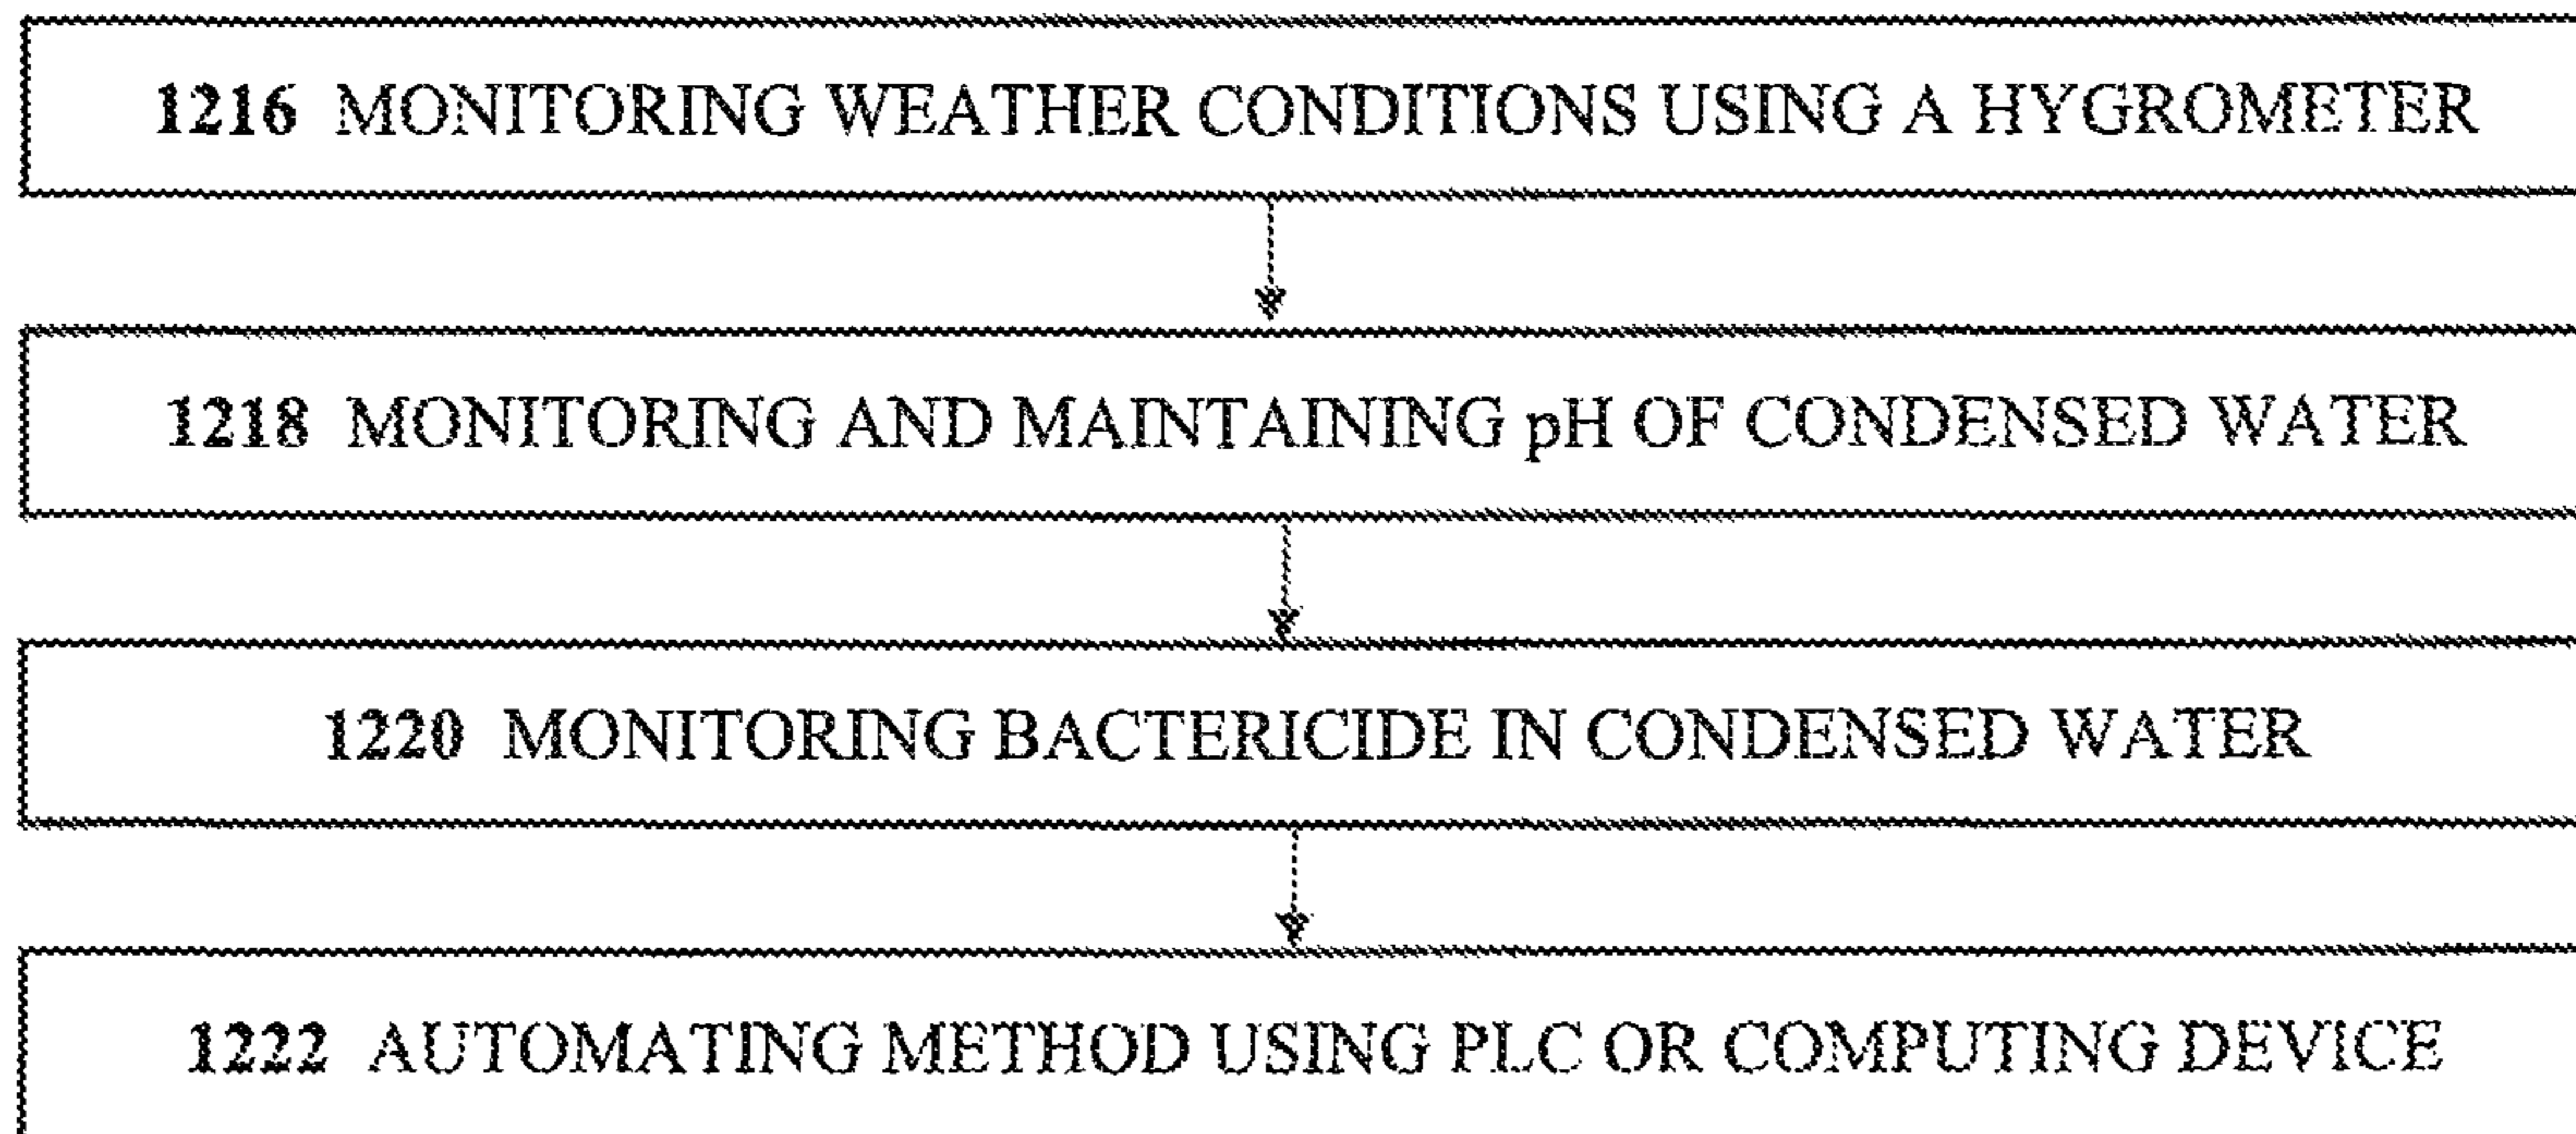 1216 MONITORING WEATHER CONDITIONS USING A HYGROMETER
1218 MONITORING AND MAINTAINING pH OF CONDENSED WATER
1220 MONITORING BACTERICIDE IN CONDENSED WATER
1222 AUTOMATING METHOD USING PLC OR COMPUTING DEVICE